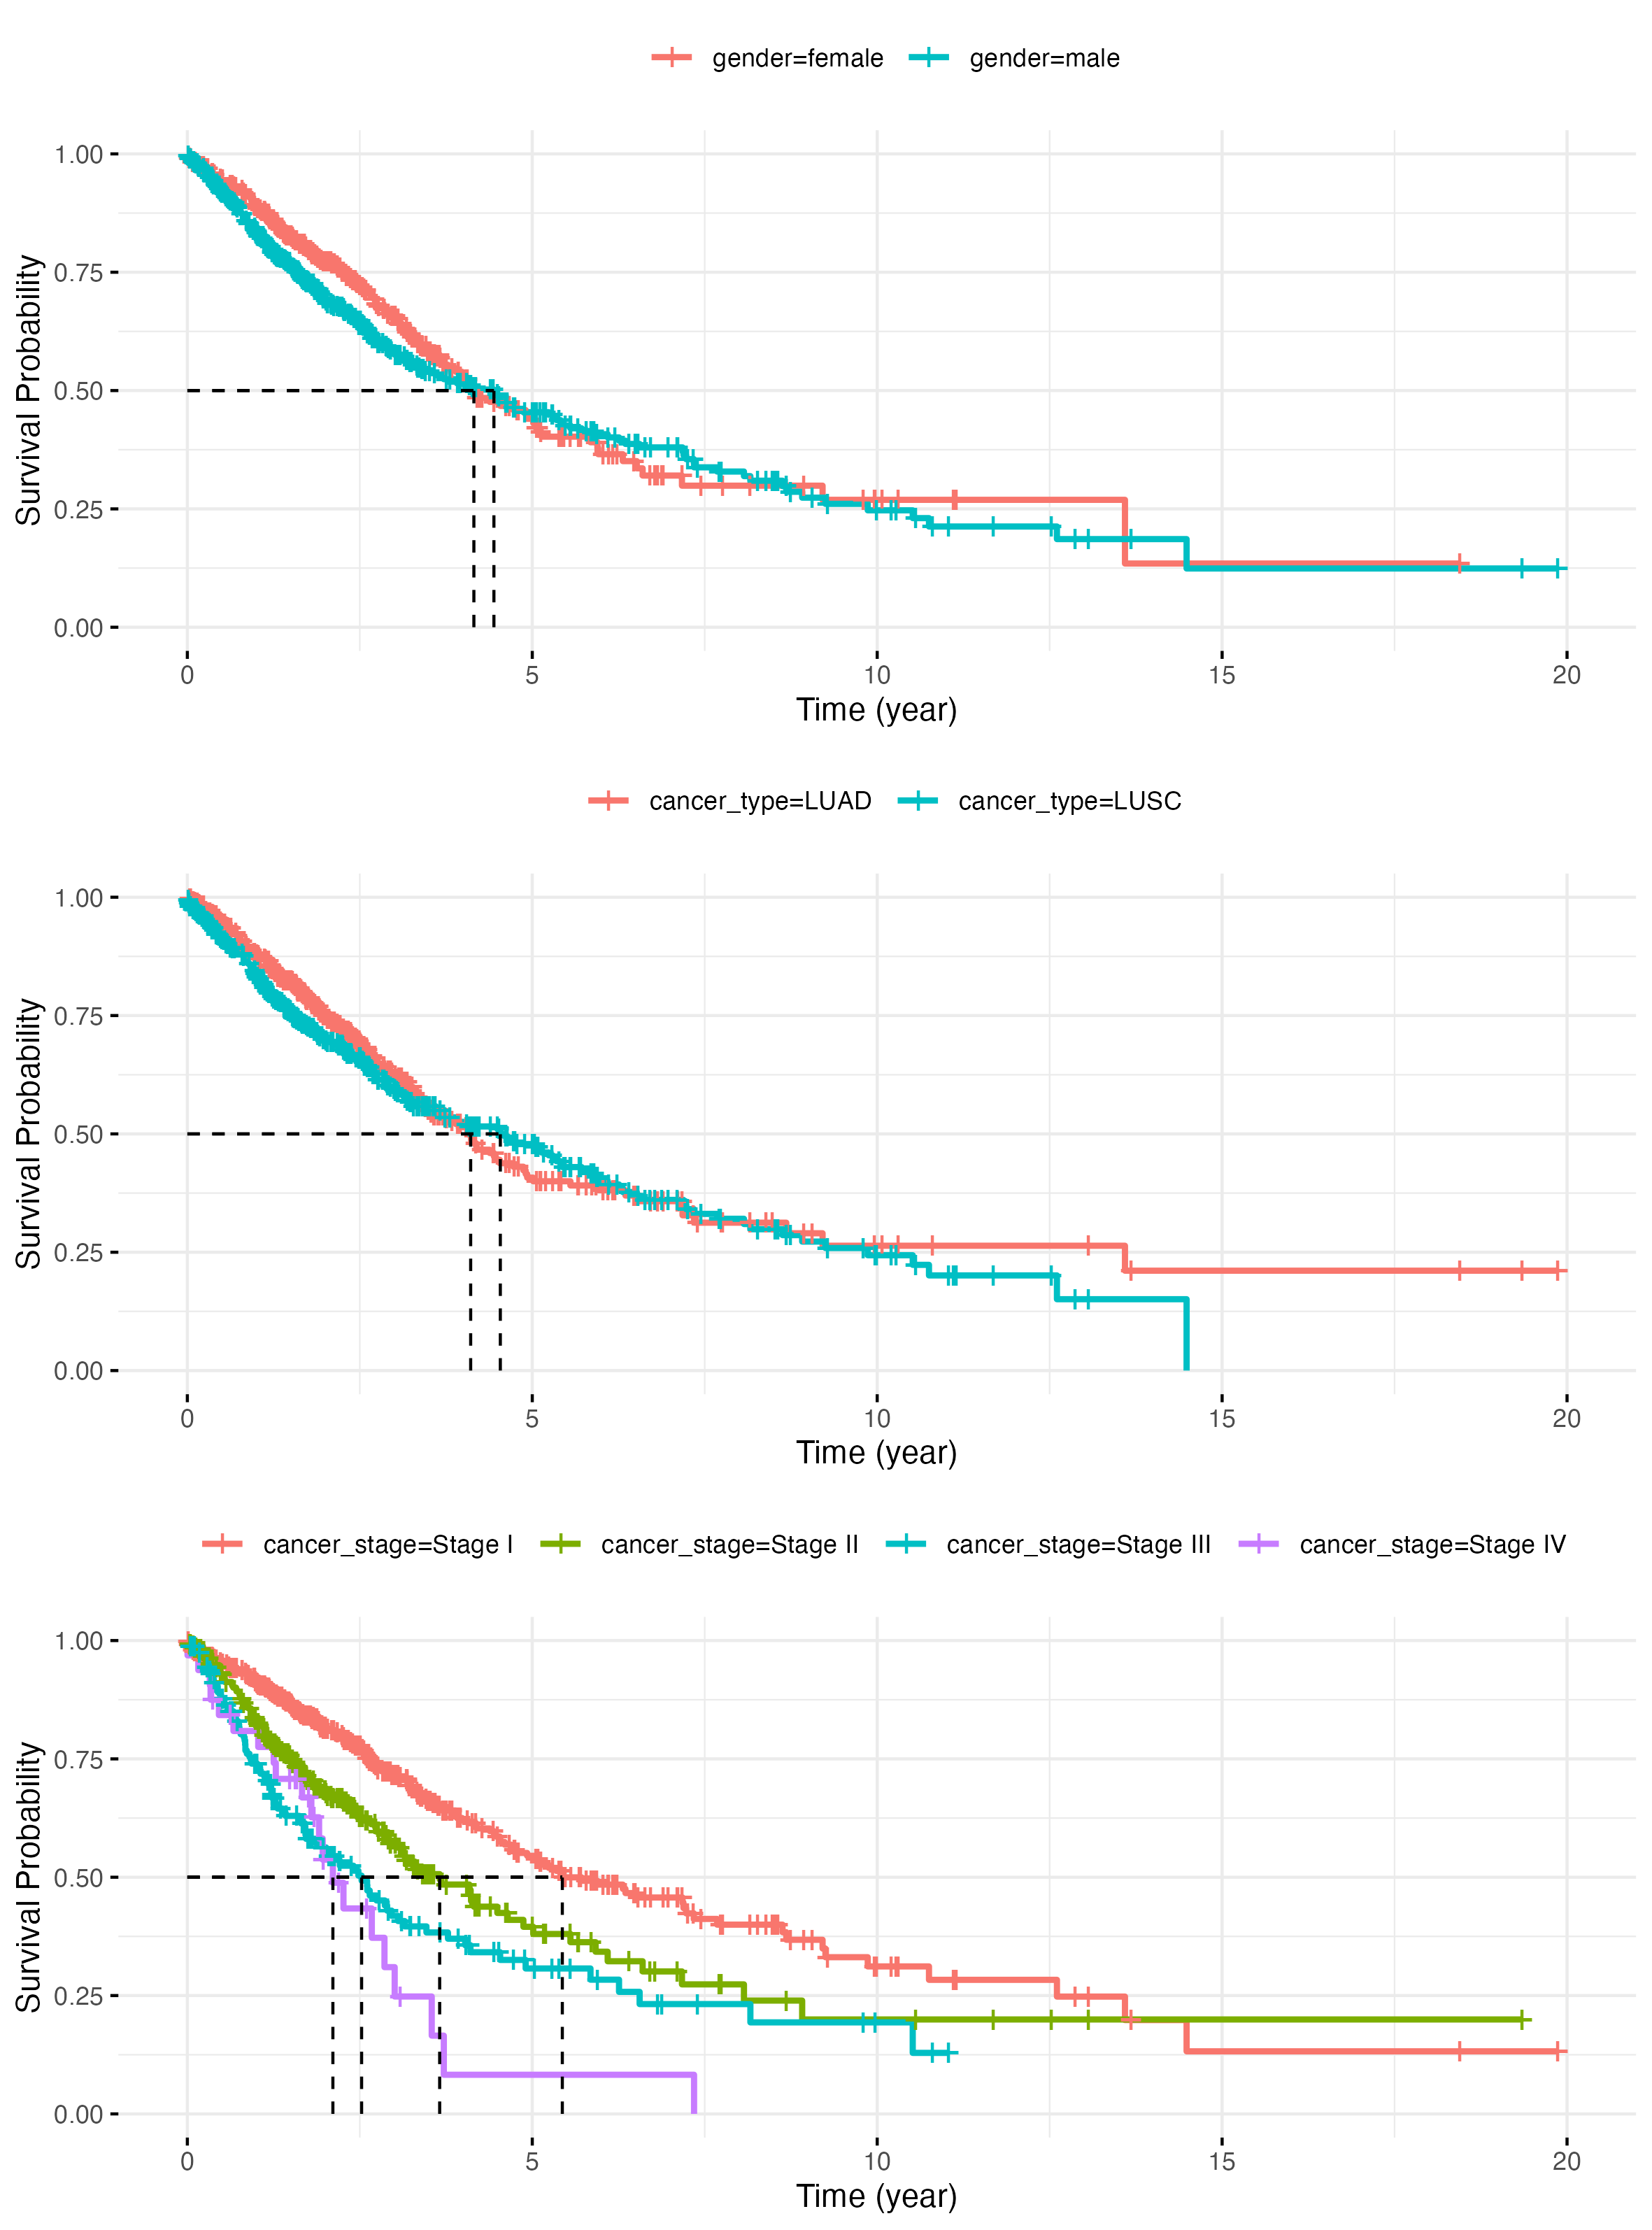 gender=female gender=male
1.00
0.75
0.50
0.25
0.00
Survival Probability
0 5 10 15 20
Time (year)
cancer_type=LUAD cancer_type=LUSC
1.00
0.75
0.50
0.25
0.00
Survival Probability
0 5 10 15 20
Time (year)
cancer_stage=Stage I cancer_stage=Stage II cancer_stage=Stage III cancer_stage=Stage IV
1.00
0.75
0.50
0.25
0.00
Survival Probability
0 5 10 15 20
Time (year)